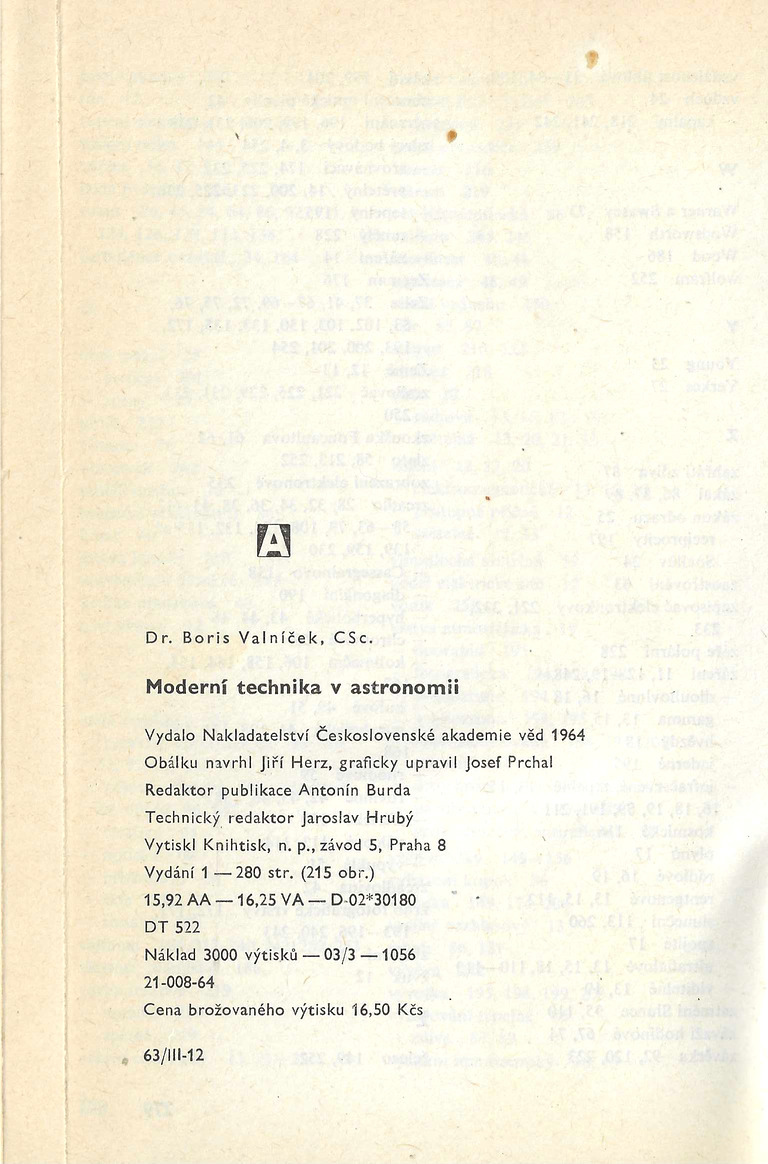 A
Dr. Boris Valníček, CSc.
Moderní technika v astronomii
Vydalo Nakladatelství Československé akademie věd 1964
Obálku navrhl Jiří Herz, graficky upravil Josef Prchal
Redaktor publikace Antonín Burda
Technický redaktor Jaroslav Hrubý
Vytiskl Knihtisk, n. p., závod 5, Praha 8
Vydání 1 — 280 str. (215 obr.)
15,92 AA — 16,25 VA — D-02*30180
DT 522
Náklad 3000 výtisků — 03/3 — 1056
21-008-64
Cena brožovaného výtisku 16,50 Kčs
63/III-12